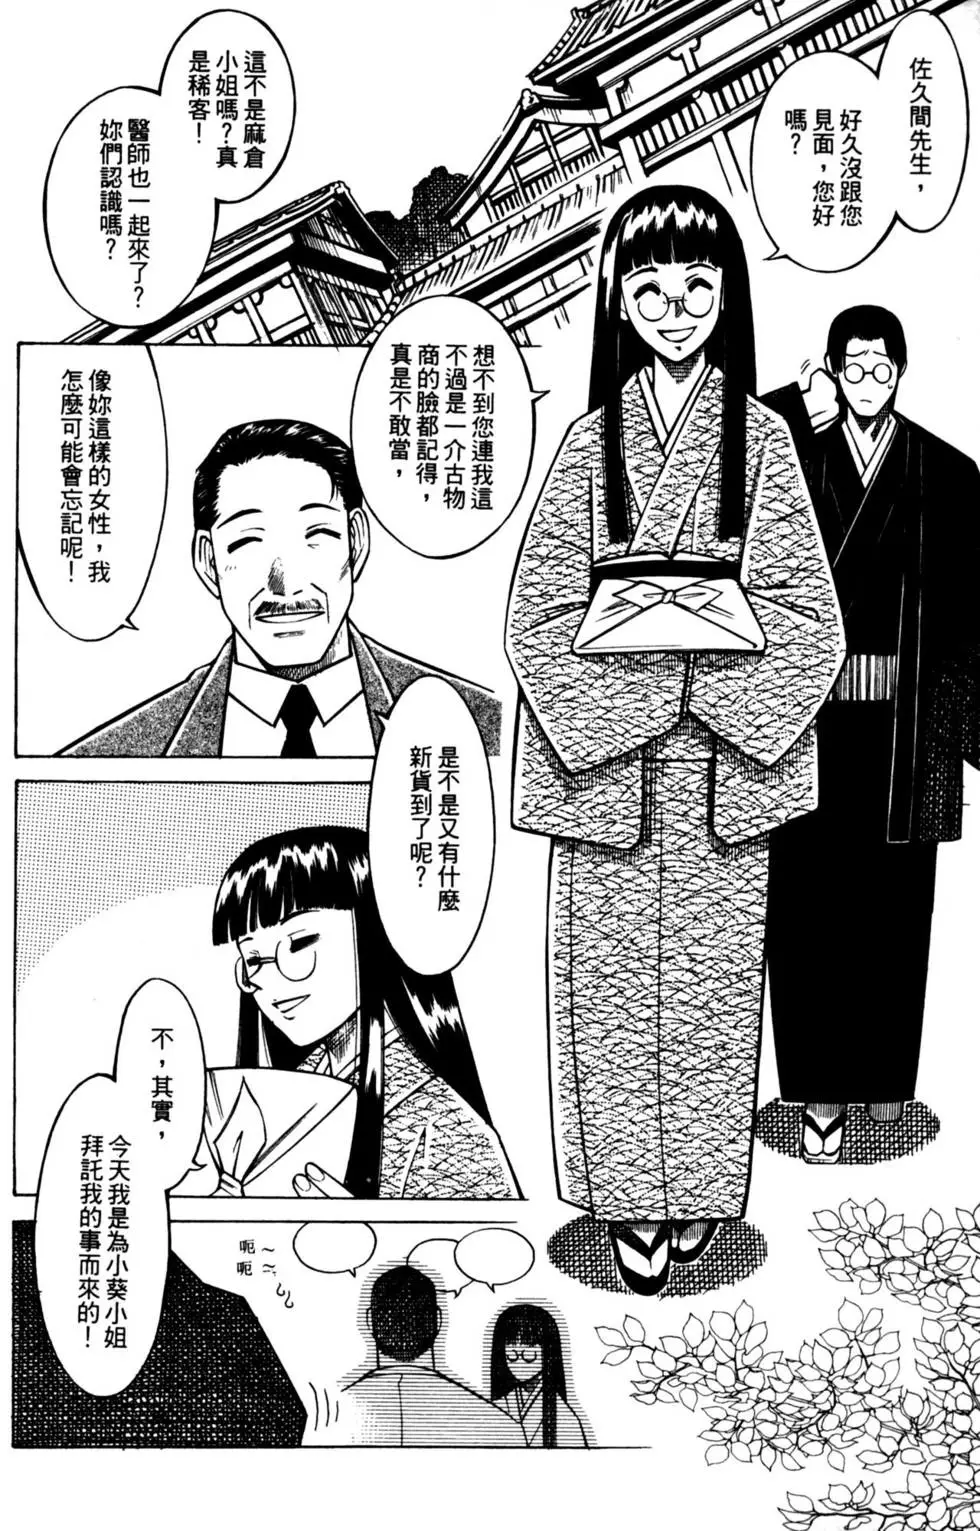 佐久間先生，
好久沒跟您
見面，您好
嗎？
這不是麻倉
小姐嗎？真
是稀客！
醫師也一起來了？
妳們認識嗎？
想不到您連我這
不過是一介古物
商的臉都記得，
真是不敢當，
像妳這樣的女性，我
怎麼可能會忘記呢！
是不是又有什麼
新貨到了呢？
不，其實，
今天我是為小葵小姐
拜託我的事而來的！
呃～
呃～